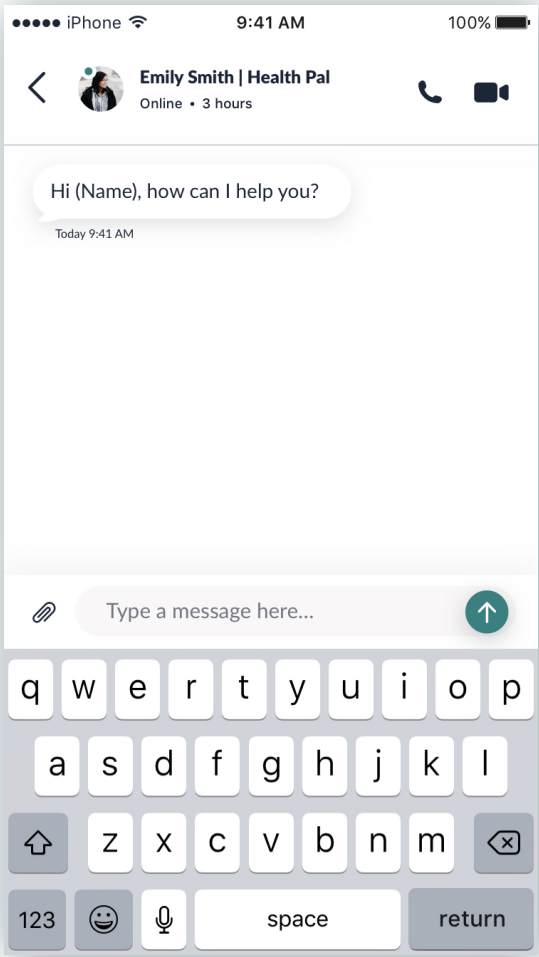 iPhone 9:41 AM 100%
Emily Smith | Health Pal
Online • 3 hours
Hi (Name), how can I help you?
Today 9:41 AM
Type a message here...
q w e r t y u i o p
a s d f g h j k l
z x c v b n m
123 space return